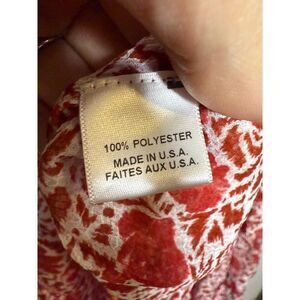 100% POLYESTER
MADE IN U.S.A.
FAITES AUX U.S.A.